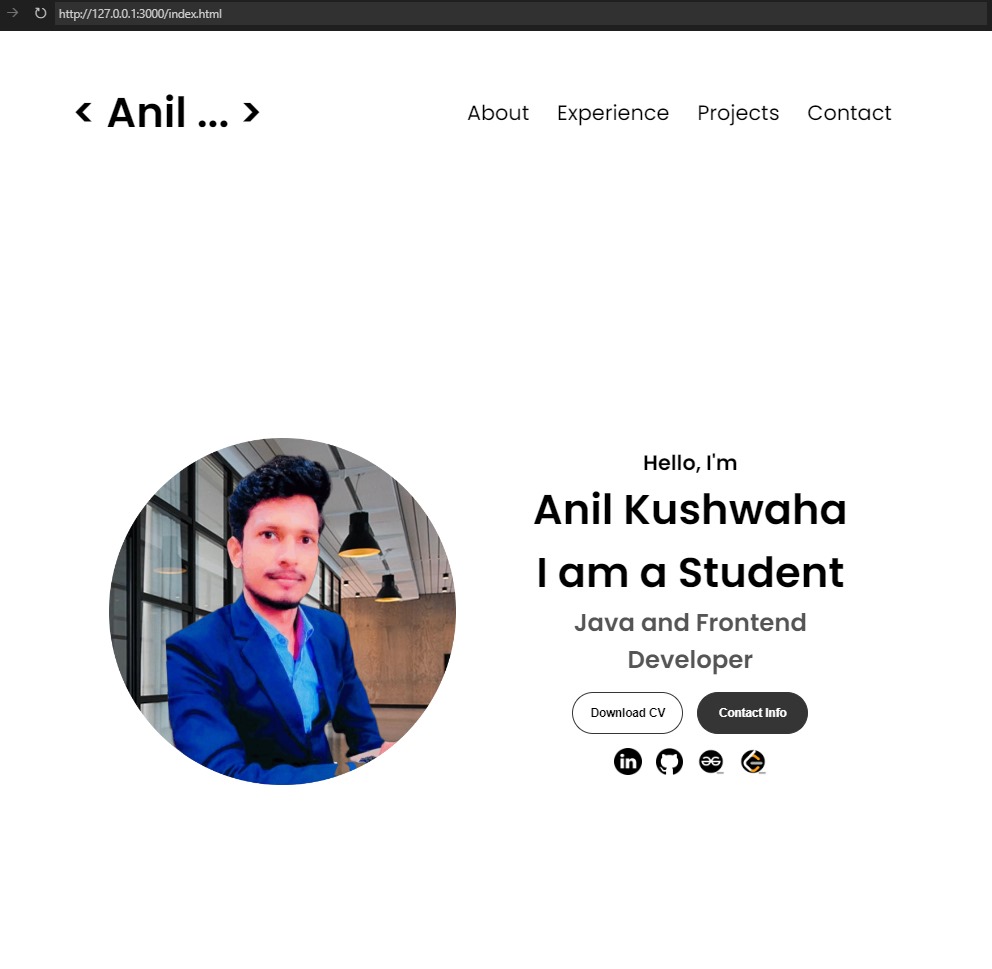 http://127.0.0.1:3000/index.html
< Anil ... >
About Experience Projects Contact
Hello, I'm
Anil Kushwaha
I am a Student
Java and Frontend
Developer
Download CV Contact Info
in